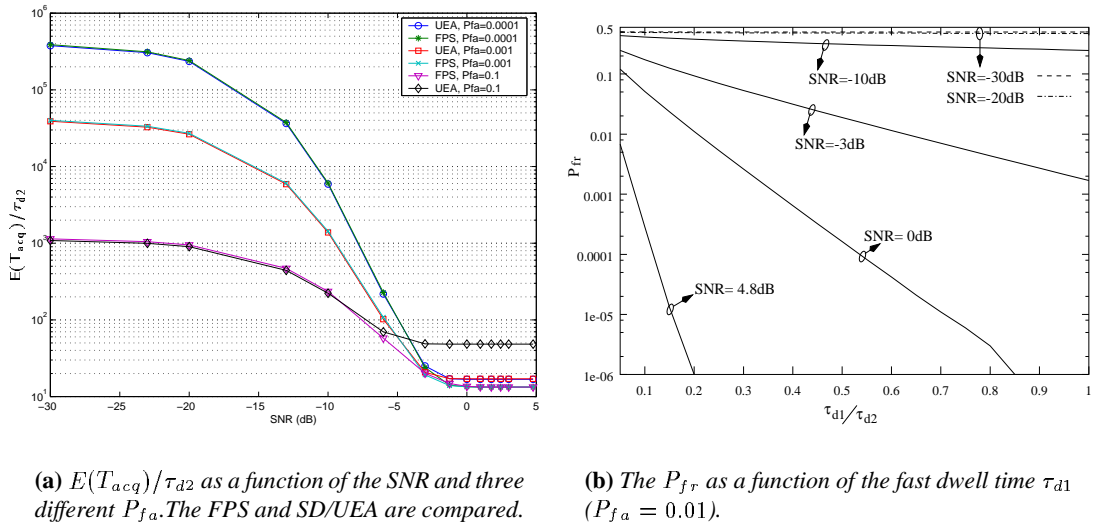 10^6
10^5
10^4
10^3
10^2
10^1
E(T_acq)/τ_d2
−30 −25 −20 −15 −10 −5 0 5
SNR (dB)
UEA, Pfa=0.0001
FPS, Pfa=0.0001
UEA, Pfa=0.001
FPS, Pfa=0.001
FPS, Pfa=0.1
UEA, Pfa=0.1
(a) E(T_acq)/τ_d2 as a function of the SNR and three
different P_fa.The FPS and SD/UEA are compared.
0.5
0.1
0.01
0.001
0.0001
1e-05
1e-06
P_fr
0.1 0.2 0.3 0.4 0.5 0.6 0.7 0.8 0.9 1
τ_d1/τ_d2
SNR=-10dB
SNR=-30dB
SNR=-20dB
SNR=-3dB
SNR=0dB
SNR= 4.8dB
(b) The P_fr as a function of the fast dwell time τ_d1
(P_fa = 0.01).